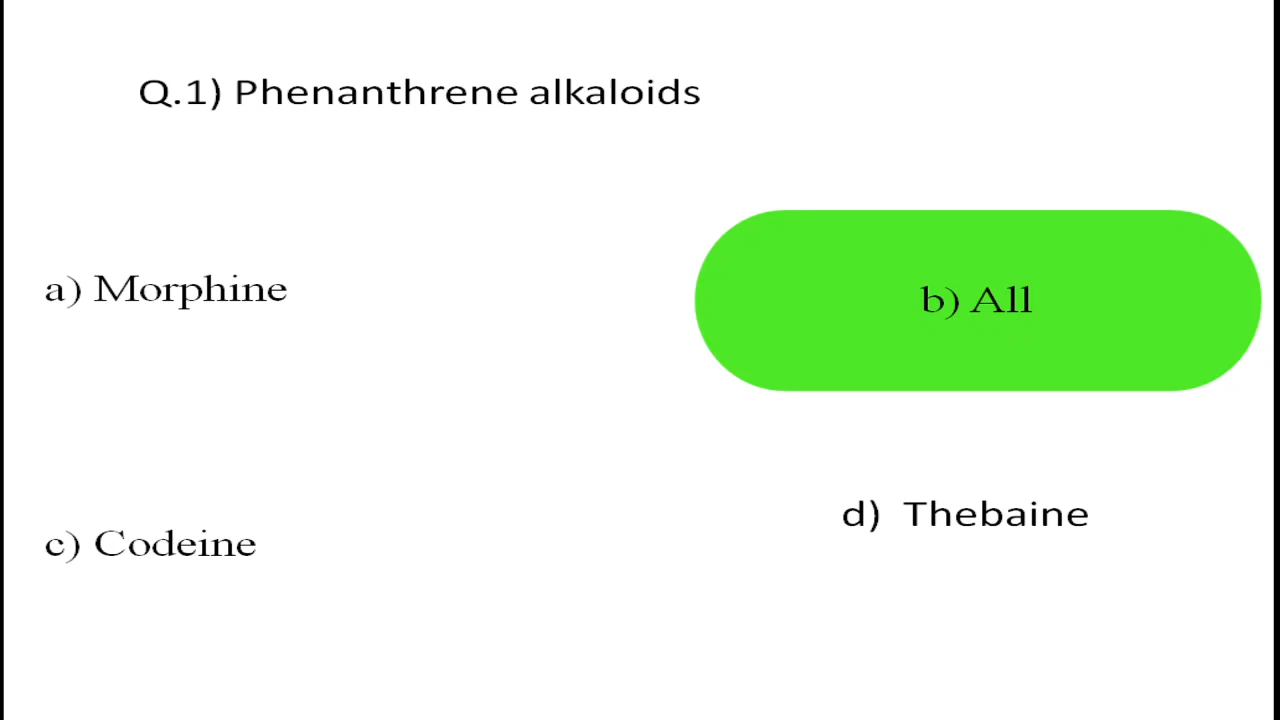 Q.1) Phenanthrene alkaloids
a) Morphine
b) All
c) Codeine
d) Thebaine